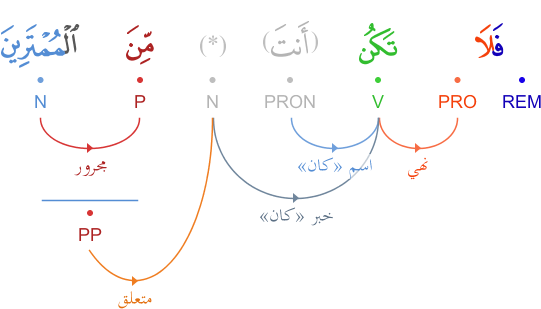 فَلَا تَكُن (أَنتَ) (*) مِّنَ ٱلْمُمْتَرِينَ
REM PRO V PRON N P N
نهي اسم «كان» مجرور
خبر «كان»
PP
متعلق